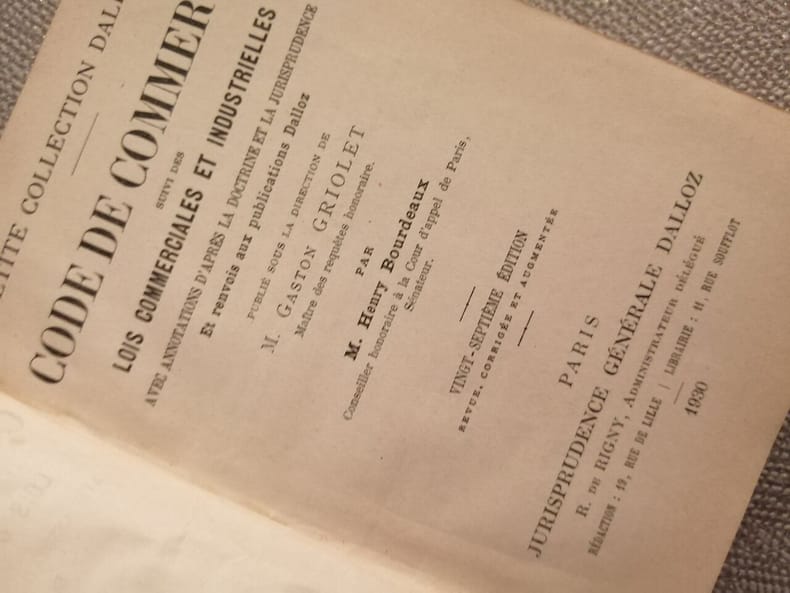 PETITE COLLECTION DAL
CODE DE COMMER
SUIVI DES
LOIS COMMERCIALES ET INDUSTRIELLES
AVEC ANNOTATIONS D'APRÈS LA DOCTRINE ET LA JURISPRUDENCE
Et renvois aux publications Dalloz
PUBLIÉ SOUS LA DIRECTION DE
M. GASTON GRIOLET
Maître des requêtes honoraire.
PAR
M. Henry Bourdeaux
Conseiller honoraire à la Cour d'appel de Paris,
Sénateur.
VINGT-SEPTIÈME ÉDITION
REVUE, CORRIGÉE ET AUGMENTÉE
PARIS
JURISPRUDENCE GÉNÉRALE DALLOZ
R. DE RIGNY, ADMINISTRATEUR DÉLÉGUÉ
RÉDACTION : 19, RUE DE LILLE | LIBRAIRIE : 11, RUE SOUFFLOT
1930